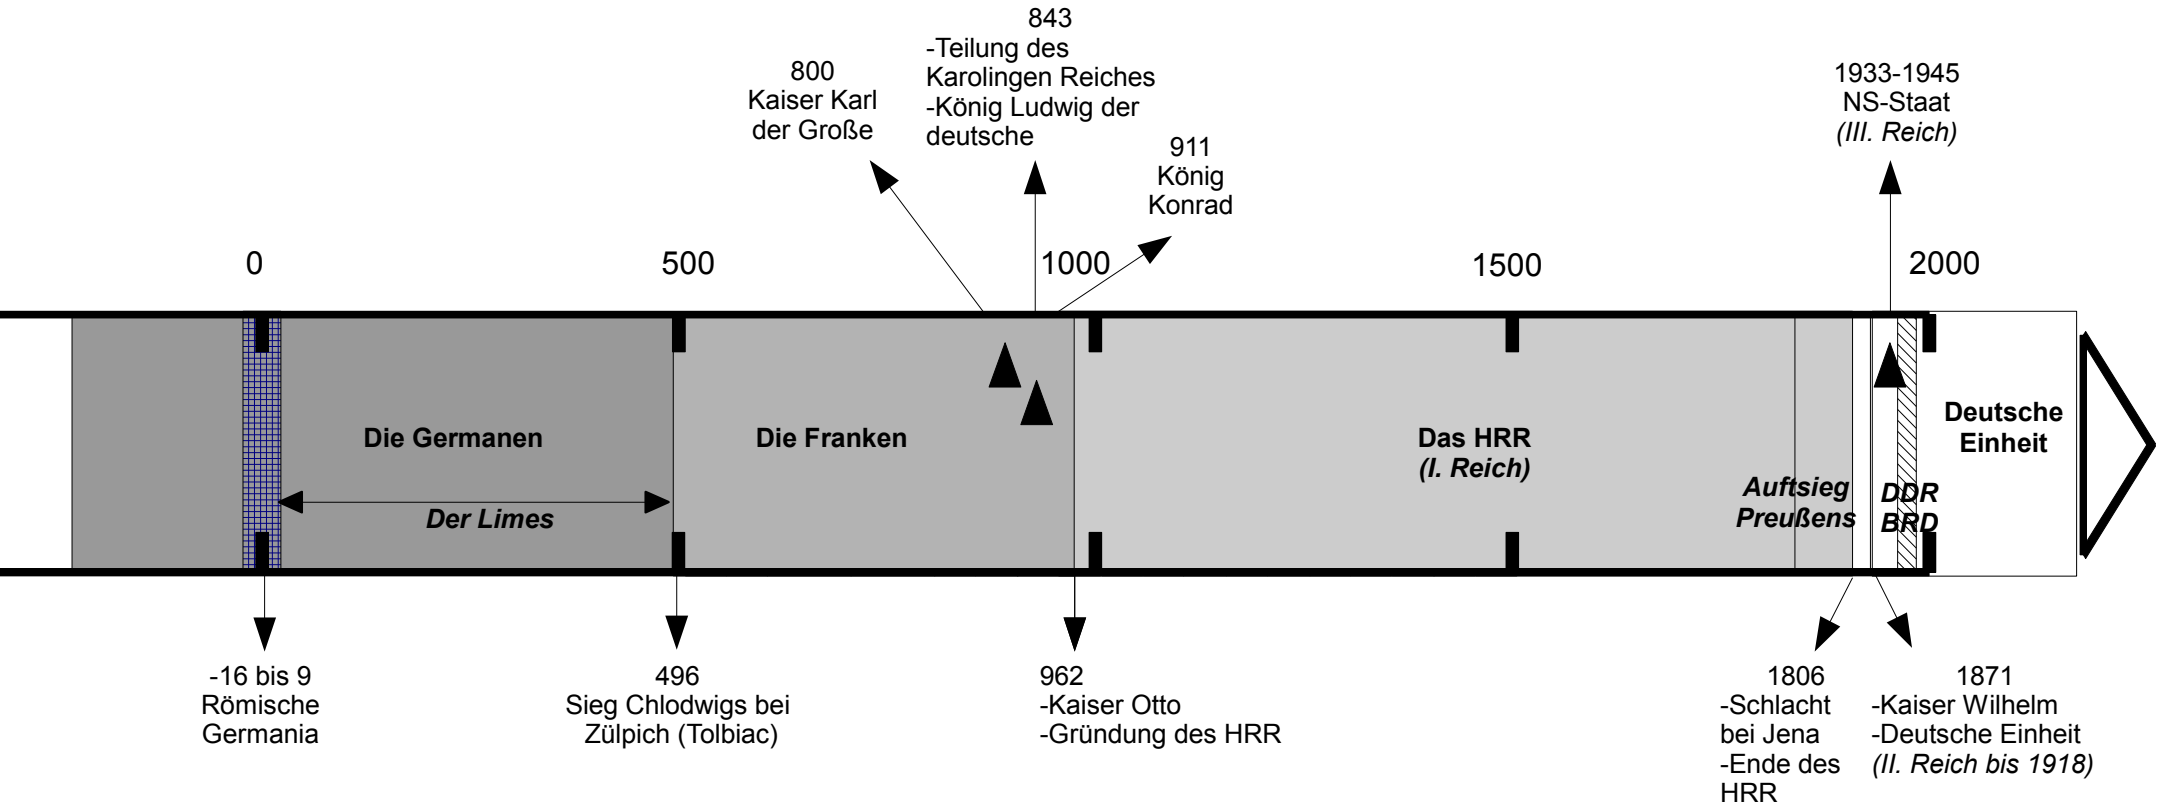 843
-Teilung des
Karolingen Reiches
-König Ludwig der
deutsche
800
Kaiser Karl
der Große
1933-1945
NS-Staat
(III. Reich)
911
König
Konrad
0
500
1000
1500
2000
Die Germanen
Die Franken
Das HRR
(I. Reich)
Deutsche
Einheit
Der Limes
Auftsieg
Preußens
DDR
BRD
-16 bis 9
Römische
Germania
496
Sieg Chlodwigs bei
Zülpich (Tolbiac)
962
-Kaiser Otto
-Gründung des HRR
1806
-Schlacht
bei Jena
-Ende des
HRR
1871
-Kaiser Wilhelm
-Deutsche Einheit
(II. Reich bis 1918)